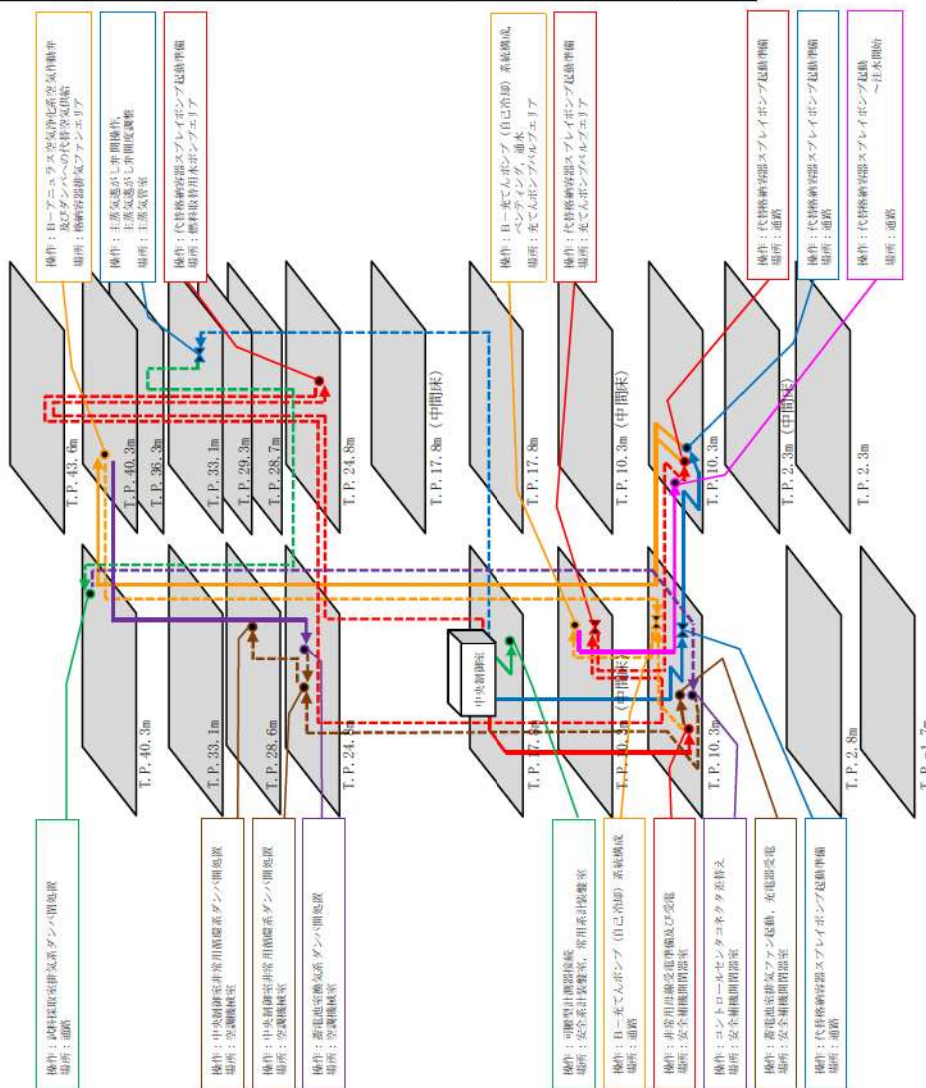 操作：B－アニュラス空気浄化系空気作動弁
及びダンパへの代替空気供給
場所：格納容器排気ファンエリア
操作：主蒸気逃がし弁開操作，
主蒸気逃がし弁開度調整
場所：主蒸気管室
操作：代替格納容器スプレイポンプ起動準備
場所：燃料取替用水ポンプエリア
操作：B－充てんポンプ（自己冷却）系統構成，
ベンティング，通水
場所：充てんポンプバルブエリア
操作：代替格納容器スプレイポンプ起動準備
場所：充てんポンプバルブエリア
操作：代替格納容器スプレイポンプ起動準備
場所：通路
操作：代替格納容器スプレイポンプ起動準備
場所：通路
操作：代替格納容器スプレイポンプ起動
～注水開始
場所：通路
T.P. 43.6m
T.P. 40.3m
T.P. 36.3m
T.P. 33.1m
T.P. 29.3m
T.P. 28.7m
T.P. 24.8m
T.P. 17.8m（中間床）
T.P. 17.8m
T.P. 10.3m（中間床）
T.P. 10.3m
T.P. 2.3m（中間床）
T.P. 2.3m
T.P. 40.3m
T.P. 33.1m
T.P. 28.6m
T.P. 24.8m
中央制御室
T.P. 17.8m
T.P. 10.3m（中間床）
T.P. 10.3m
T.P. 2.8m
T.P. -1.7m
操作：試料採取室排気系ダンパ閉処置
場所：通路
操作：中央制御室非常用循環系ダンパ開処置
場所：空調機械室
操作：中央制御室非常用循環系ダンパ開処置
場所：空調機械室
操作：蓄電池室換気系ダンパ開処置
場所：空調機械室
操作：可搬型計測器接続
場所：安全系計装盤室，常用系計装盤室
操作：B－充てんポンプ（自己冷却）系統構成
場所：通路
操作：非常用母線受電準備及び受電
場所：安全補機開閉器室
操作：コントロールセンタコネクタ差替え
場所：安全補機開閉器室
操作：蓄電池室排気ファン起動，充電器受電
場所：安全補機開閉器室
操作：代替格納容器スプレイポンプ起動準備
場所：通路